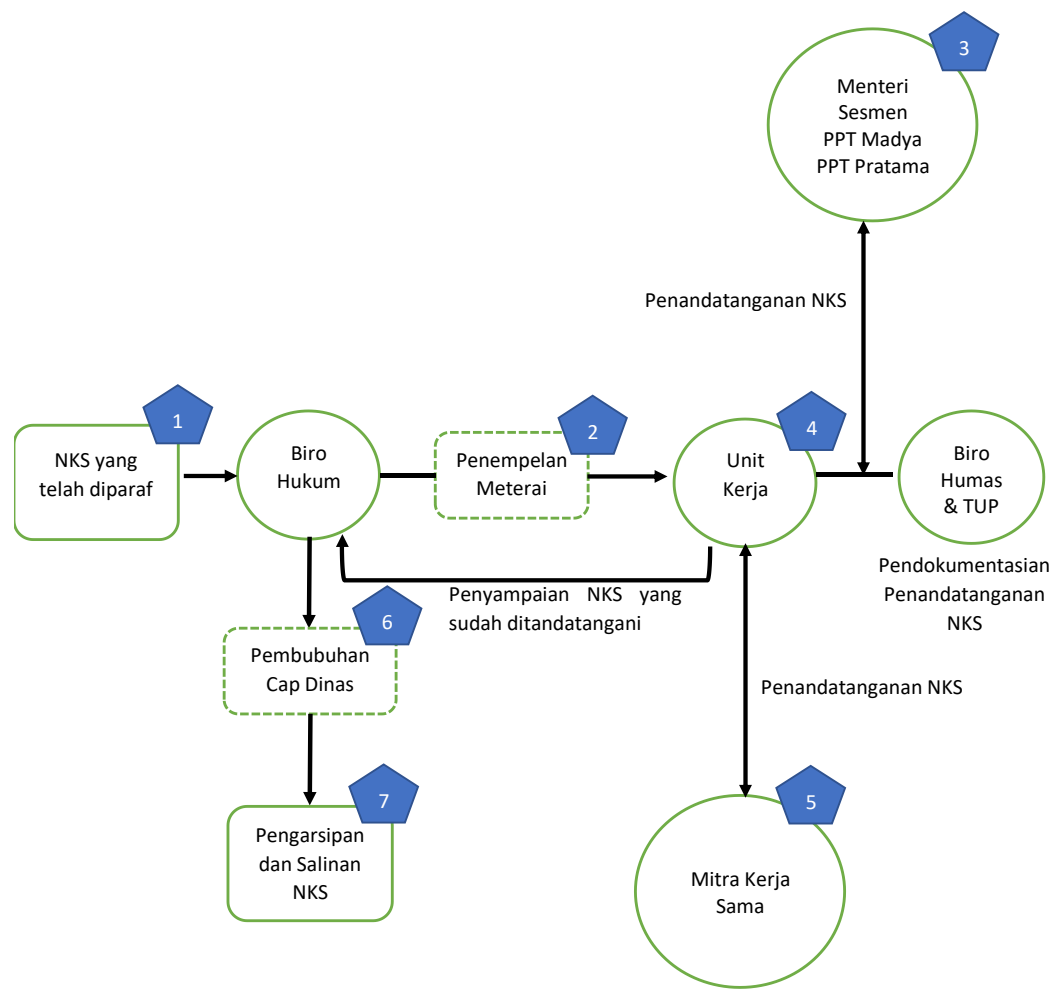 3
Menteri
Sesmen
PPT Madya
PPT Pratama
Penandatanganan NKS
1
NKS yang
telah diparaf
Biro
Hukum
2
Penempelan
Meterai
4
Unit
Kerja
Biro
Humas
& TUP
Pendokumentasian
Penandatanganan
NKS
Penyampaian NKS yang
sudah ditandatangani
6
Pembubuhan
Cap Dinas
Penandatanganan NKS
7
Pengarsipan
dan Salinan
NKS
5
Mitra Kerja
Sama